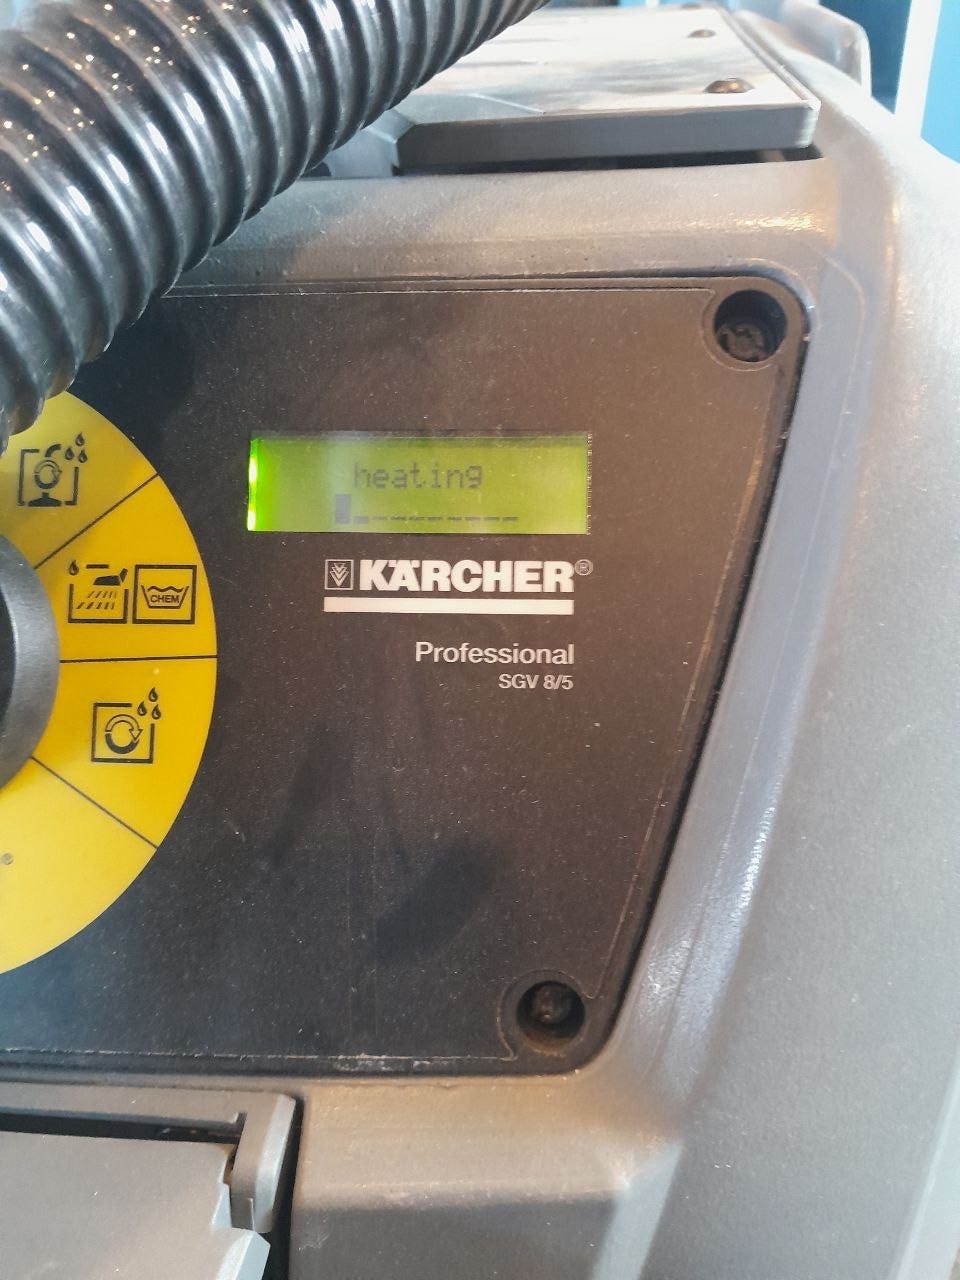 heating
CHEM
KÄRCHER®
Professional
SGV 8/5
®